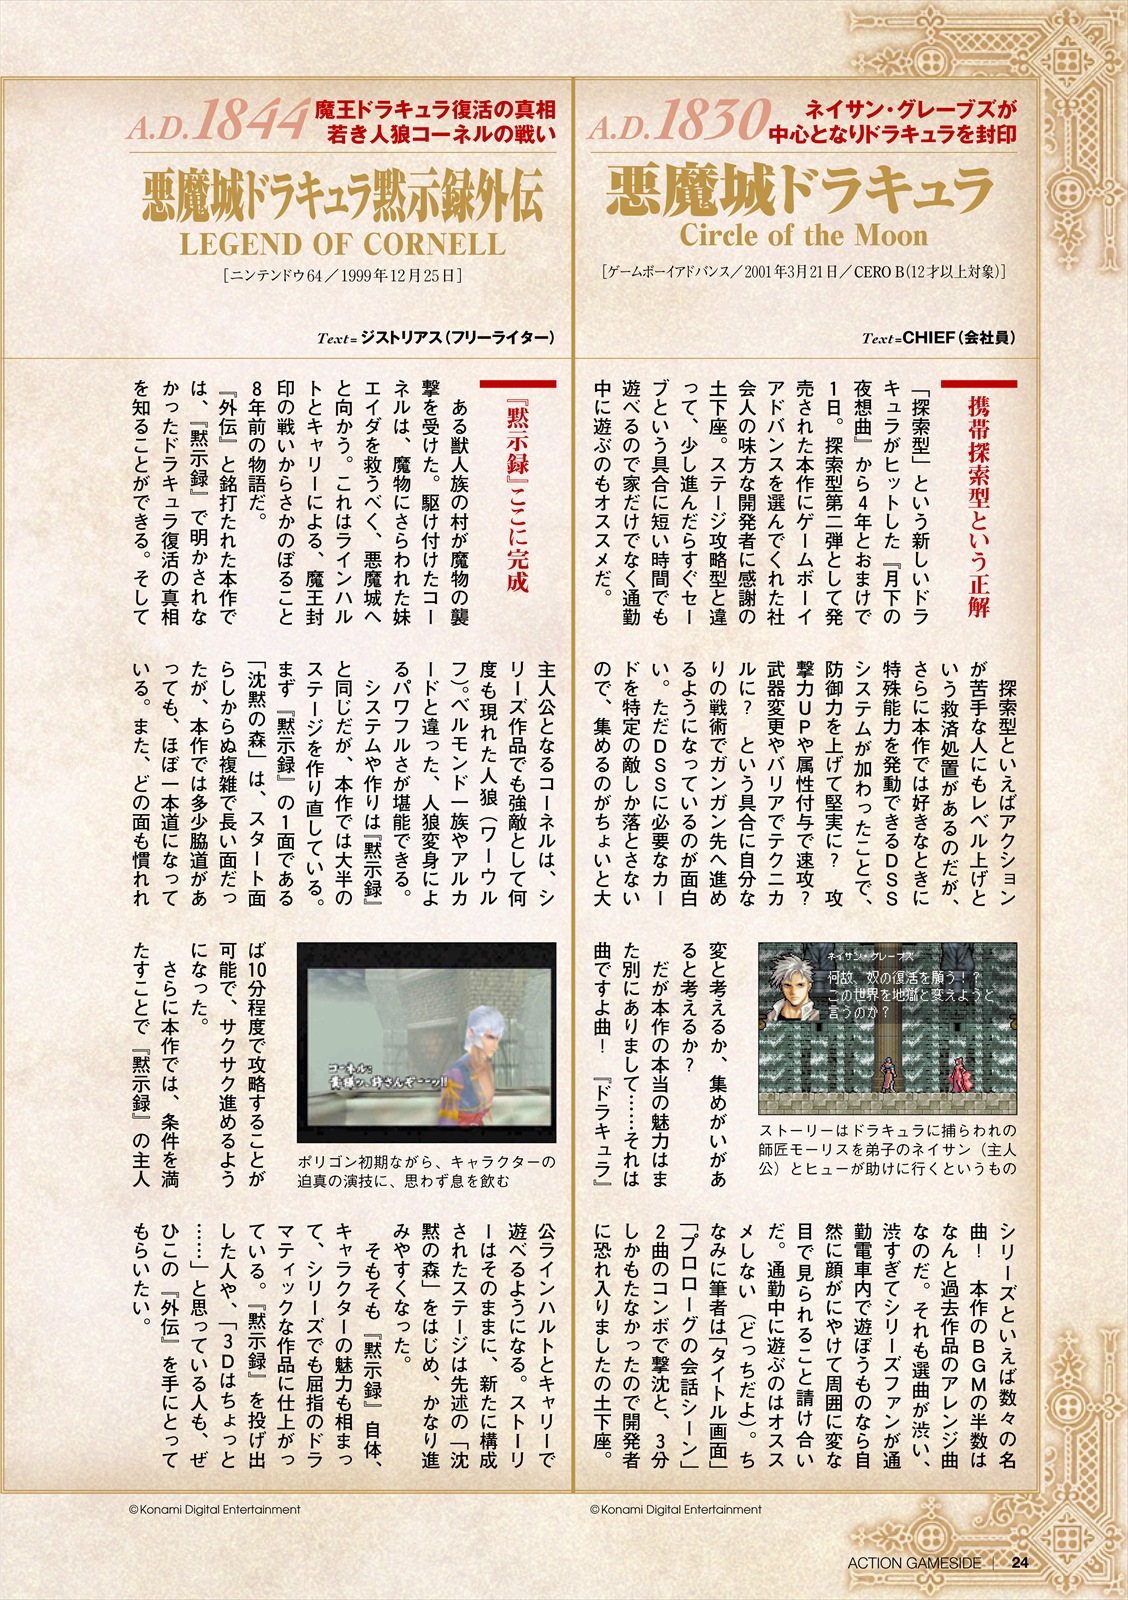 A.D.1830
ネイサン・グレーブズが
中心となりドラキュラを封印
悪魔城ドラキュラ
Circle of the Moon
[ゲームボーイアドバンス／2001年3月21日／CERO B(12才以上対象)]
Text=CHIEF（会社員）
携帯探索型という正解
「探索型」という新しいドラ
キュラがヒットした『月下の
夜想曲』から4年とおまけで
1日。探索型第二弾として発
売された本作にゲームボーイ
アドバンスを選んでくれた社
会人の味方な開発者に感謝の
土下座。ステージ攻略型と違
って、少し進んだらすぐセー
ブという具合に短い時間でも
遊べるので家だけでなく通勤
中に遊ぶのもオススメだ。
探索型といえばアクション
が苦手な人にもレベル上げと
いう救済処置があるのだが、
さらに本作では好きなときに
特殊能力を発動できるDSS
システムが加わったことで、
防御力を上げて堅実に？　攻
撃力UPや属性付与で速攻？
武器変更やバリアでテクニカ
ルに？　という具合に自分な
りの戦術でガンガン先へ進め
るようになっているのが面白
い。ただDSSに必要なカー
ドを特定の敵しか落とさない
ので、集めるのがちょいと大
変と考えるか、集めがいがあ
ると考えるか？
だが本作の本当の魅力はま
た別にありまして……それは
曲ですよ曲！　『ドラキュラ』
ネイサン・グレーブス
何故、奴の復活を願う！？
この世界を地獄と変えようと
言うのか？
ストーリーはドラキュラに捕らわれの
師匠モーリスを弟子のネイサン（主人
公）とヒューが助けに行くというもの
シリーズといえば数々の名
曲！　本作のBGMの半数は
なんと過去作品のアレンジ曲
なのだ。それも選曲が渋い、
渋すぎてシリーズファンが通
勤電車内で遊ぼうものなら自
然に顔がにやけて周囲に変な
目で見られること請け合い
だ。通勤中に遊ぶのはオスス
メしない（どっちだよ）。ち
なみに筆者は「タイトル画面」
「プロローグの会話シーン」
2曲のコンボで撃沈と、3分
しかもたなかったので開発者
に恐れ入りましたの土下座。
©Konami Digital Entertainment
A.D.1844
魔王ドラキュラ復活の真相
若き人狼コーネルの戦い
悪魔城ドラキュラ黙示録外伝
LEGEND OF CORNELL
[ニンテンドウ64／1999年12月25日]
Text=ジストリアス（フリーライター）
『黙示録』ここに完成
ある獣人族の村が魔物の襲
撃を受けた。駆け付けたコー
ネルは、魔物にさらわれた妹
エイダを救うべく、悪魔城へ
と向かう。これはラインハル
トとキャリーによる、魔王封
印の戦いからさかのぼること
8年前の物語だ。
『外伝』と銘打たれた本作で
は、『黙示録』で明かされな
かったドラキュラ復活の真相
を知ることができる。そして
主人公となるコーネルは、シ
リーズ作品でも強敵として何
度も現れた人狼（ワーウル
フ）。ベルモンド一族やアルカ
ードと違った、人狼変身によ
るパワフルさが堪能できる。
システムや作りは『黙示録』
と同じだが、本作では大半の
ステージを作り直している。
まず『黙示録』の1面である
「沈黙の森」は、スタート面
らしからぬ複雑で長い面だっ
たが、本作では多少脇道があ
っても、ほぼ一本道になって
いる。また、どの面も慣れれ
ば10分程度で攻略することが
可能で、サクサク進めるよう
になった。
さらに本作では、条件を満
たすことで『黙示録』の主人
コーネル：
貴様ッ、許さんぞーーッ!!
ポリゴン初期ながら、キャラクターの
迫真の演技に、思わず息を飲む
公ラインハルトとキャリーで
遊べるようになる。ストーリ
ーはそのままに、新たに構成
されたステージは先述の「沈
黙の森」をはじめ、かなり進
みやすくなった。
そもそも『黙示録』自体、
キャラクターの魅力も相まっ
て、シリーズでも屈指のドラ
マティックな作品に仕上がっ
ている。『黙示録』を投げ出
した人や、「3Dはちょっと
……」と思っている人も、ぜ
ひこの『外伝』を手にとって
もらいたい。
©Konami Digital Entertainment
ACTION GAMESIDE | 24